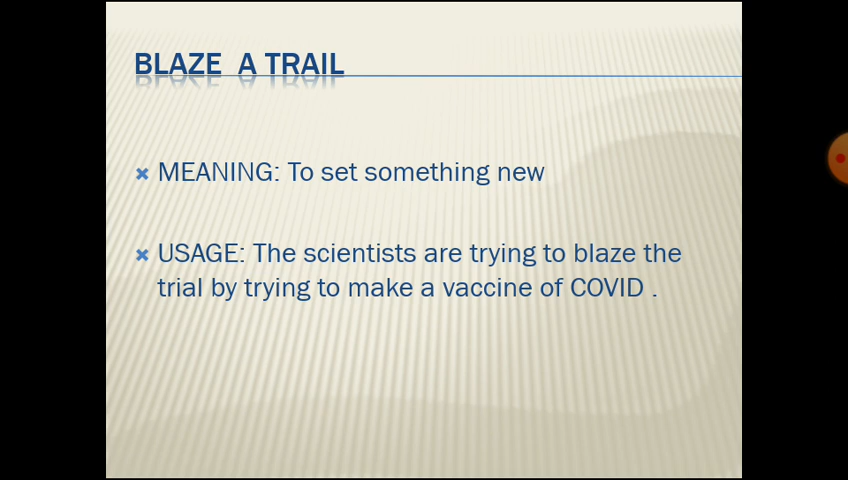 BLAZE A TRAIL
MEANING: To set something new
USAGE: The scientists are trying to blaze the
trial by trying to make a vaccine of COVID .